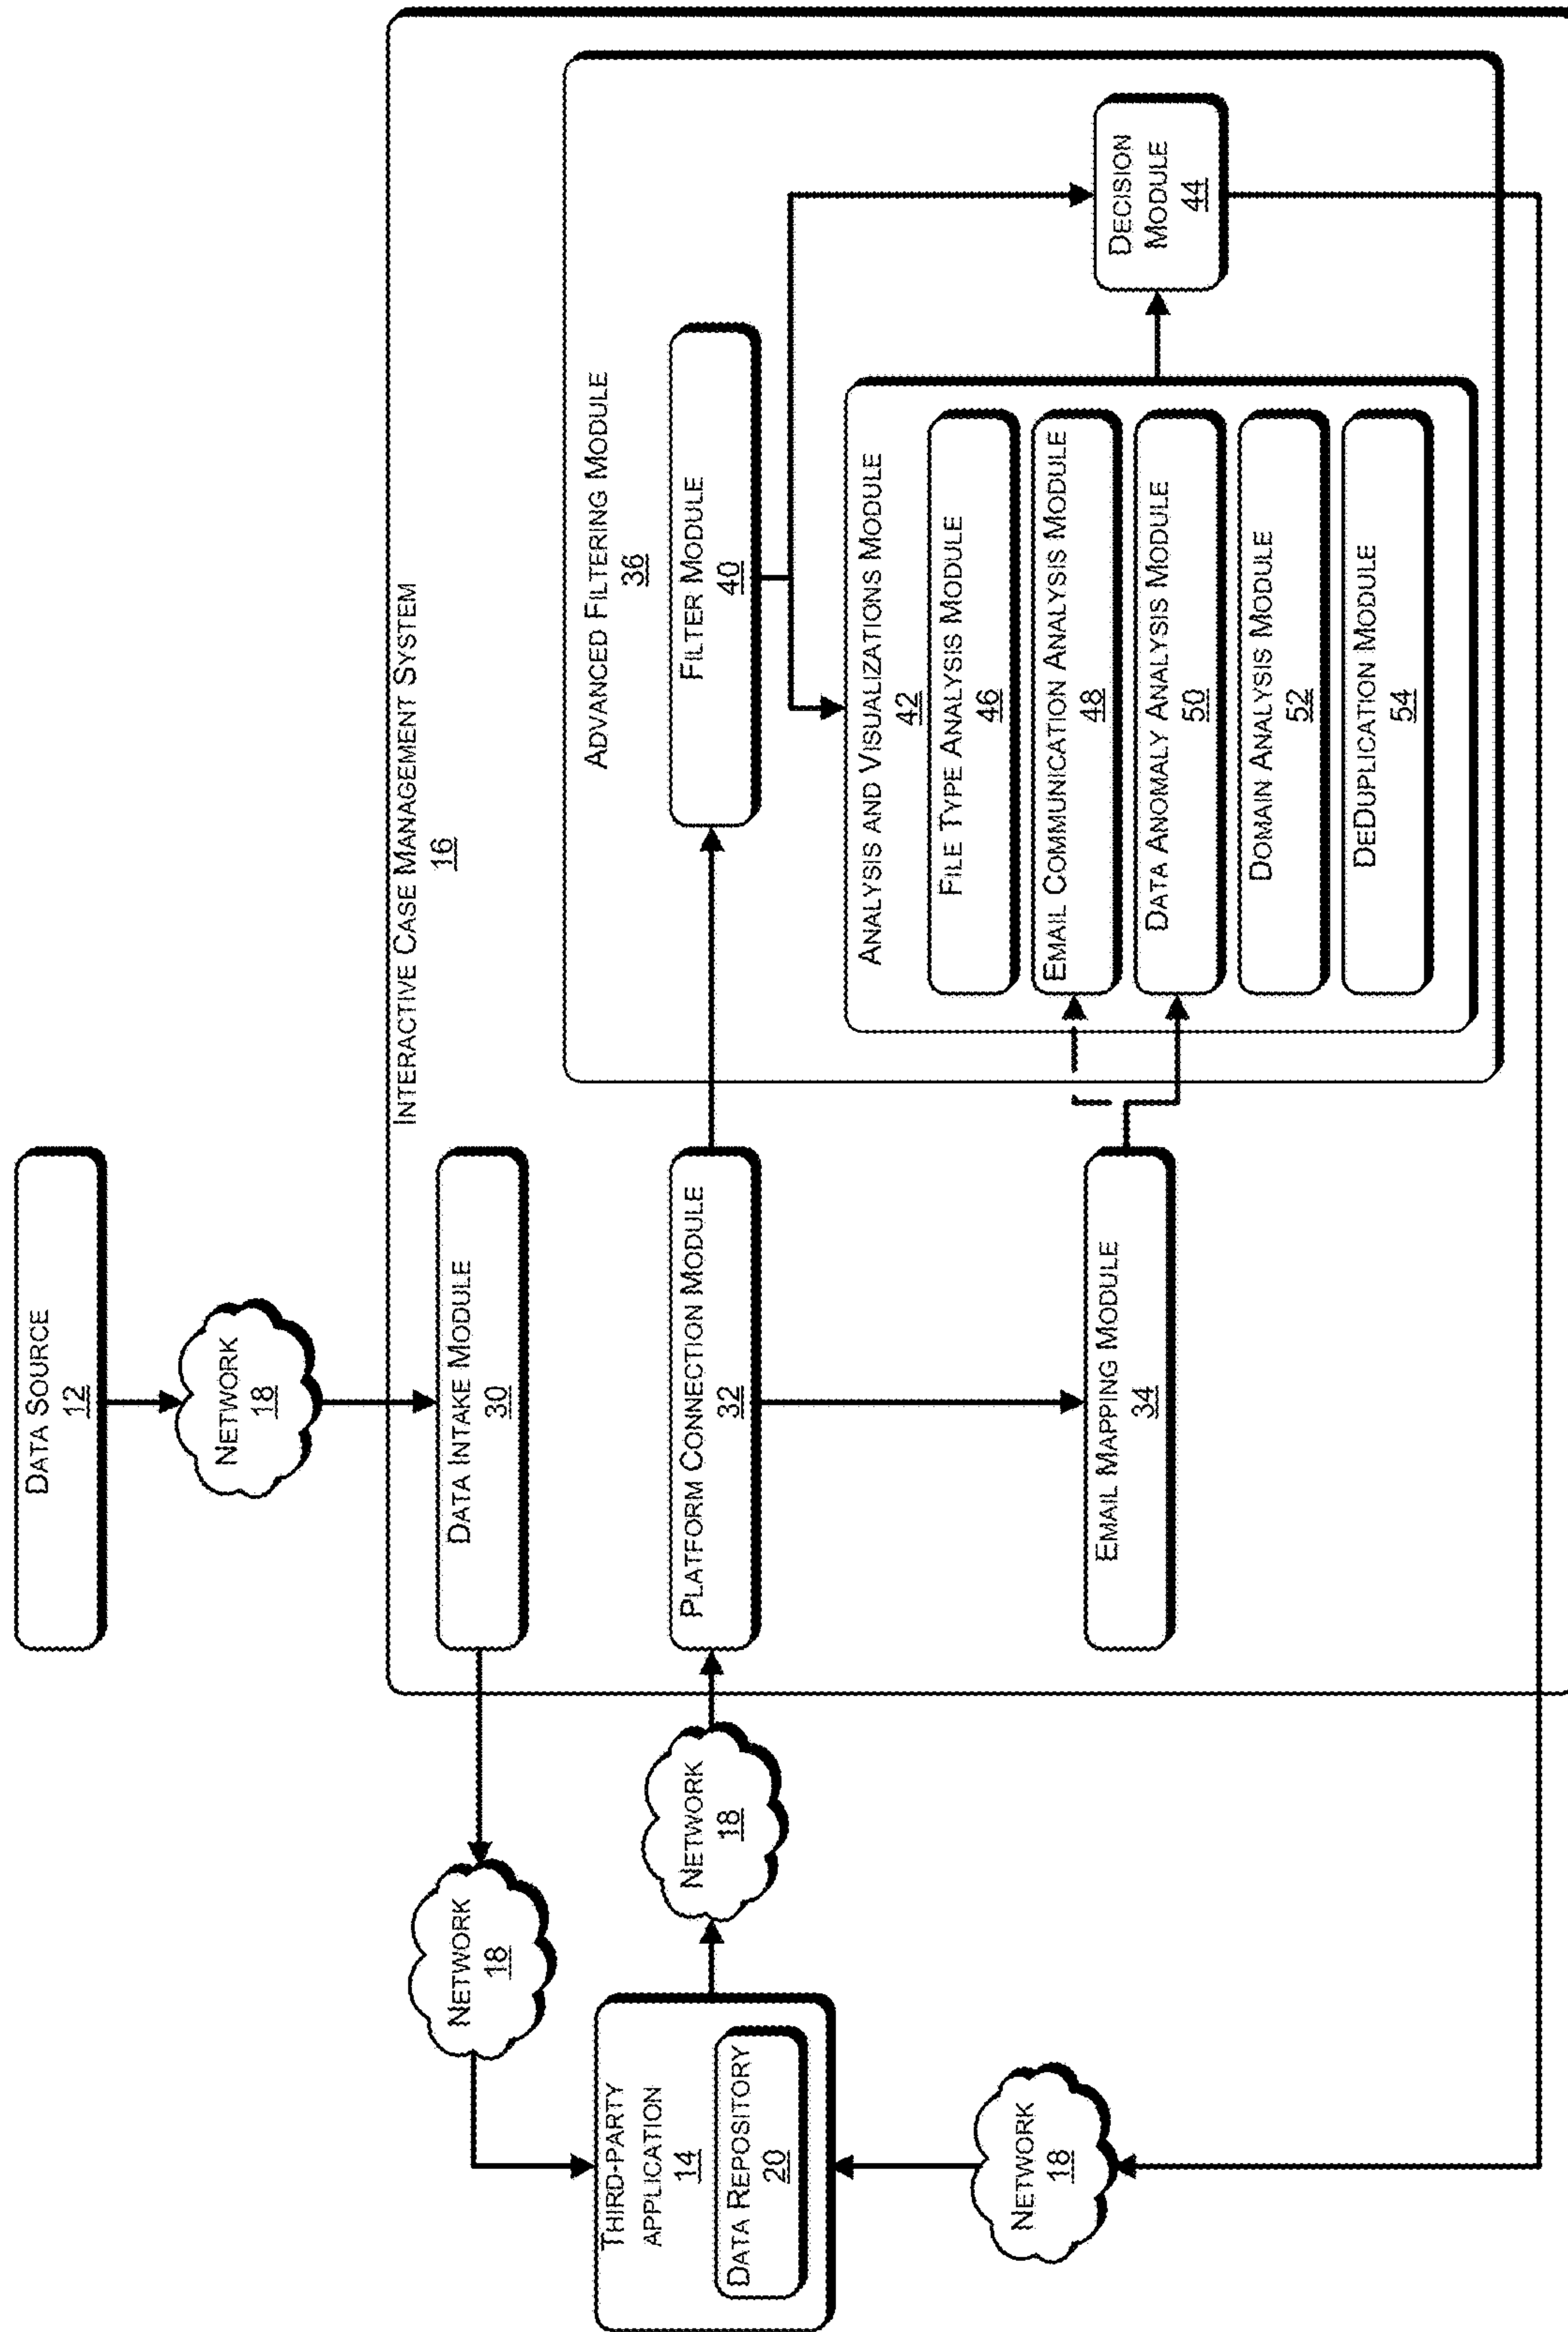 DATA SOURCE
12
NETWORK
18
INTERACTIVE CASE MANAGEMENT SYSTEM
16
DATA INTAKE MODULE
30
NETWORK
18
THIRD-PARTY
APPLICATION
14
DATA REPOSITORY
20
NETWORK
18
PLATFORM CONNECTION MODULE
32
EMAIL MAPPING MODULE
34
ADVANCED FILTERING MODULE
36
FILTER MODULE
40
ANALYSIS AND VISUALIZATIONS MODULE
42
FILE TYPE ANALYSIS MODULE
46
EMAIL COMMUNICATION ANALYSIS MODULE
48
DATA ANOMALY ANALYSIS MODULE
50
DOMAIN ANALYSIS MODULE
52
DEDUPLICATION MODULE
54
DECISION
MODULE
44
NETWORK
18